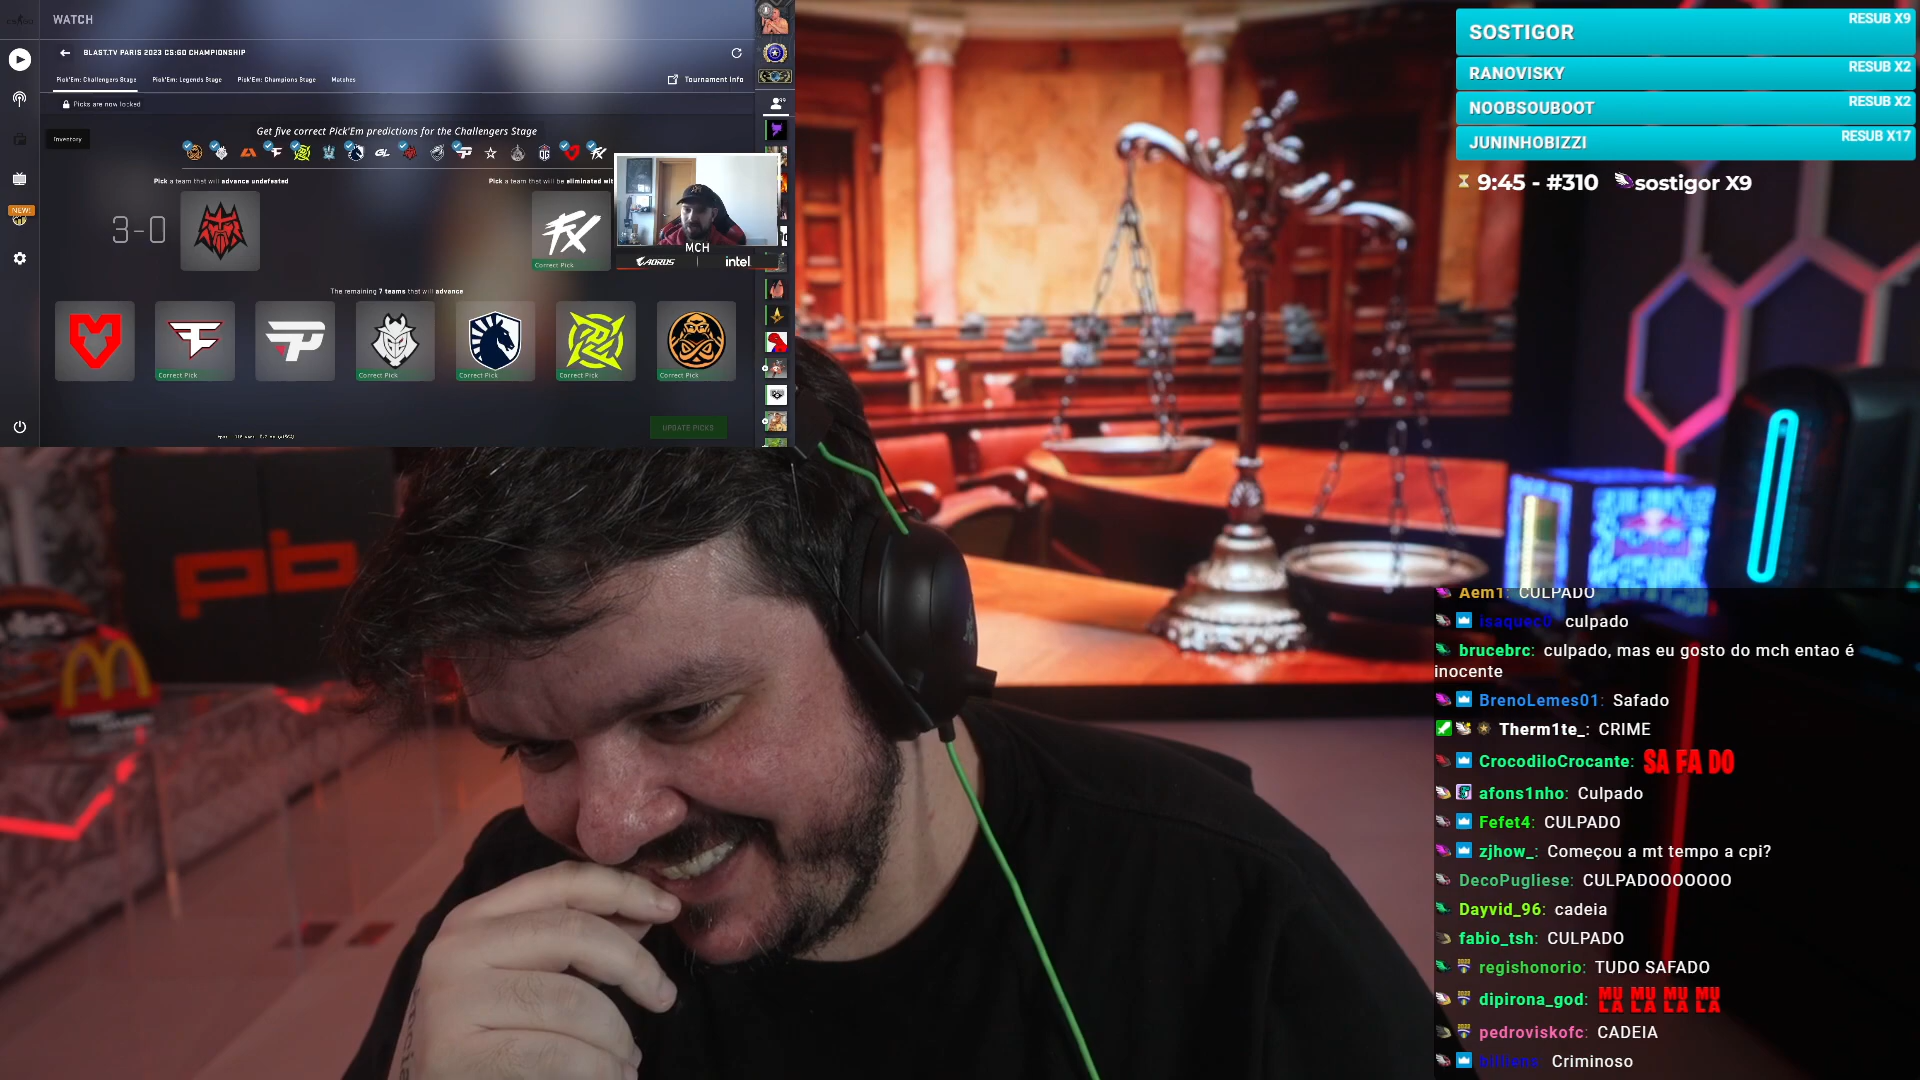 WATCH
BLAST.TV PARIS 2023 CS:GO CHAMPIONSHIP
Pick'Em: Challengers Stage
Pick'Em: Legends Stage
Pick'Em: Champions Stage
Matches
Tournament Info
Picks are now locked
Inventory
NEW!
Get five correct Pick'Em predictions for the Challengers Stage
Pick a team that will advance undefeated
Pick a team that will be eliminated wit
3-0
Correct Pick
MCH
AORUS
intel
The remaining 7 teams that will advance
Correct Pick
Correct Pick
Correct Pick
Correct Pick
Correct Pick
UPDATE PICKS
SOSTIGOR RESUB X9
RANOVISKY RESUB X2
NOOBSOUBOOT RESUB X2
JUNINHOBIZZI RESUB X17
9:45 - #310 sostigor X9
pb
Aem1: CULPADO
isaquec0 culpado
brucebrc: culpado, mas eu gosto do mch entao é
inocente
BrenoLemes01: Safado
Therm1te_: CRIME
CrocodiloCrocante: SA FA DO
afons1nho: Culpado
Fefet4: CULPADO
zjhow_: Começou a mt tempo a cpi?
DecoPugliese: CULPADOOOOOOO
Dayvid_96: cadeia
fabio_tsh: CULPADO
regishonorio: TUDO SAFADO
dipirona_god: MU LA MU LA MU LA MU LA
pedroviskofc: CADEIA
Criminoso